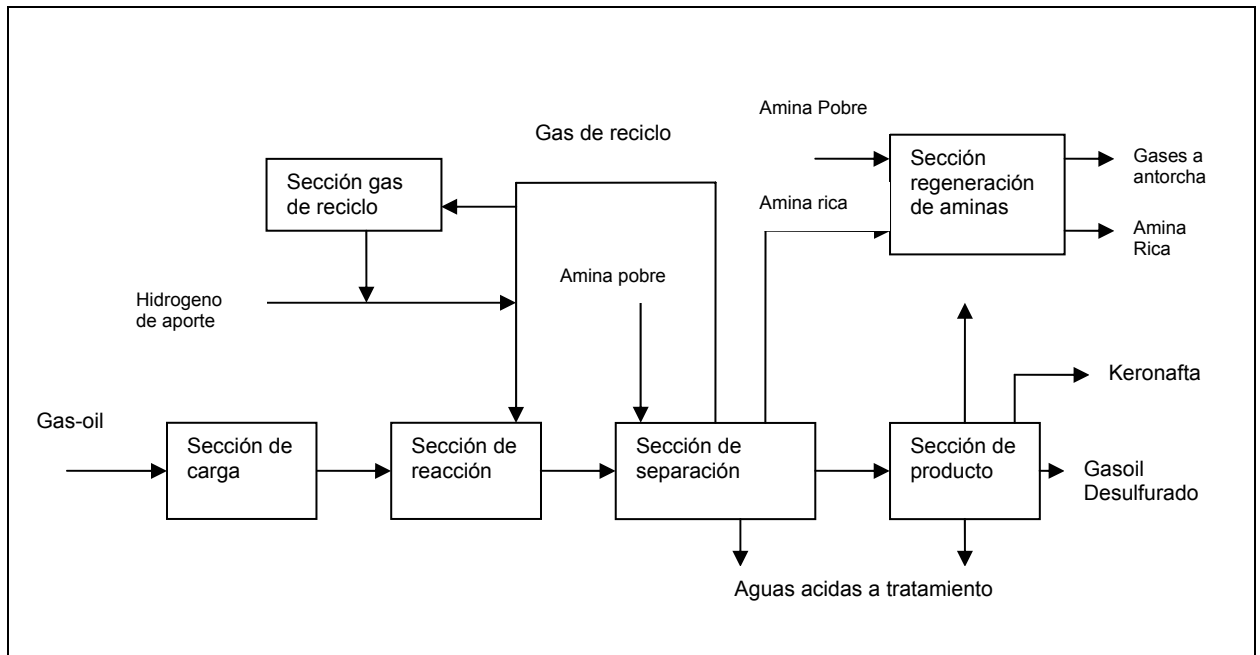 Amina Pobre
Gas de reciclo
Sección
regeneración
de aminas
Gases a
antorcha
Sección gas
de reciclo
Amina rica
Amina
Rica
Amina pobre
Hidrogeno
de aporte
Keronafta
Gas-oil
Sección de
carga
Sección de
reacción
Sección de
separación
Sección de
producto
Gasoil
Desulfurado
Aguas acidas a tratamiento